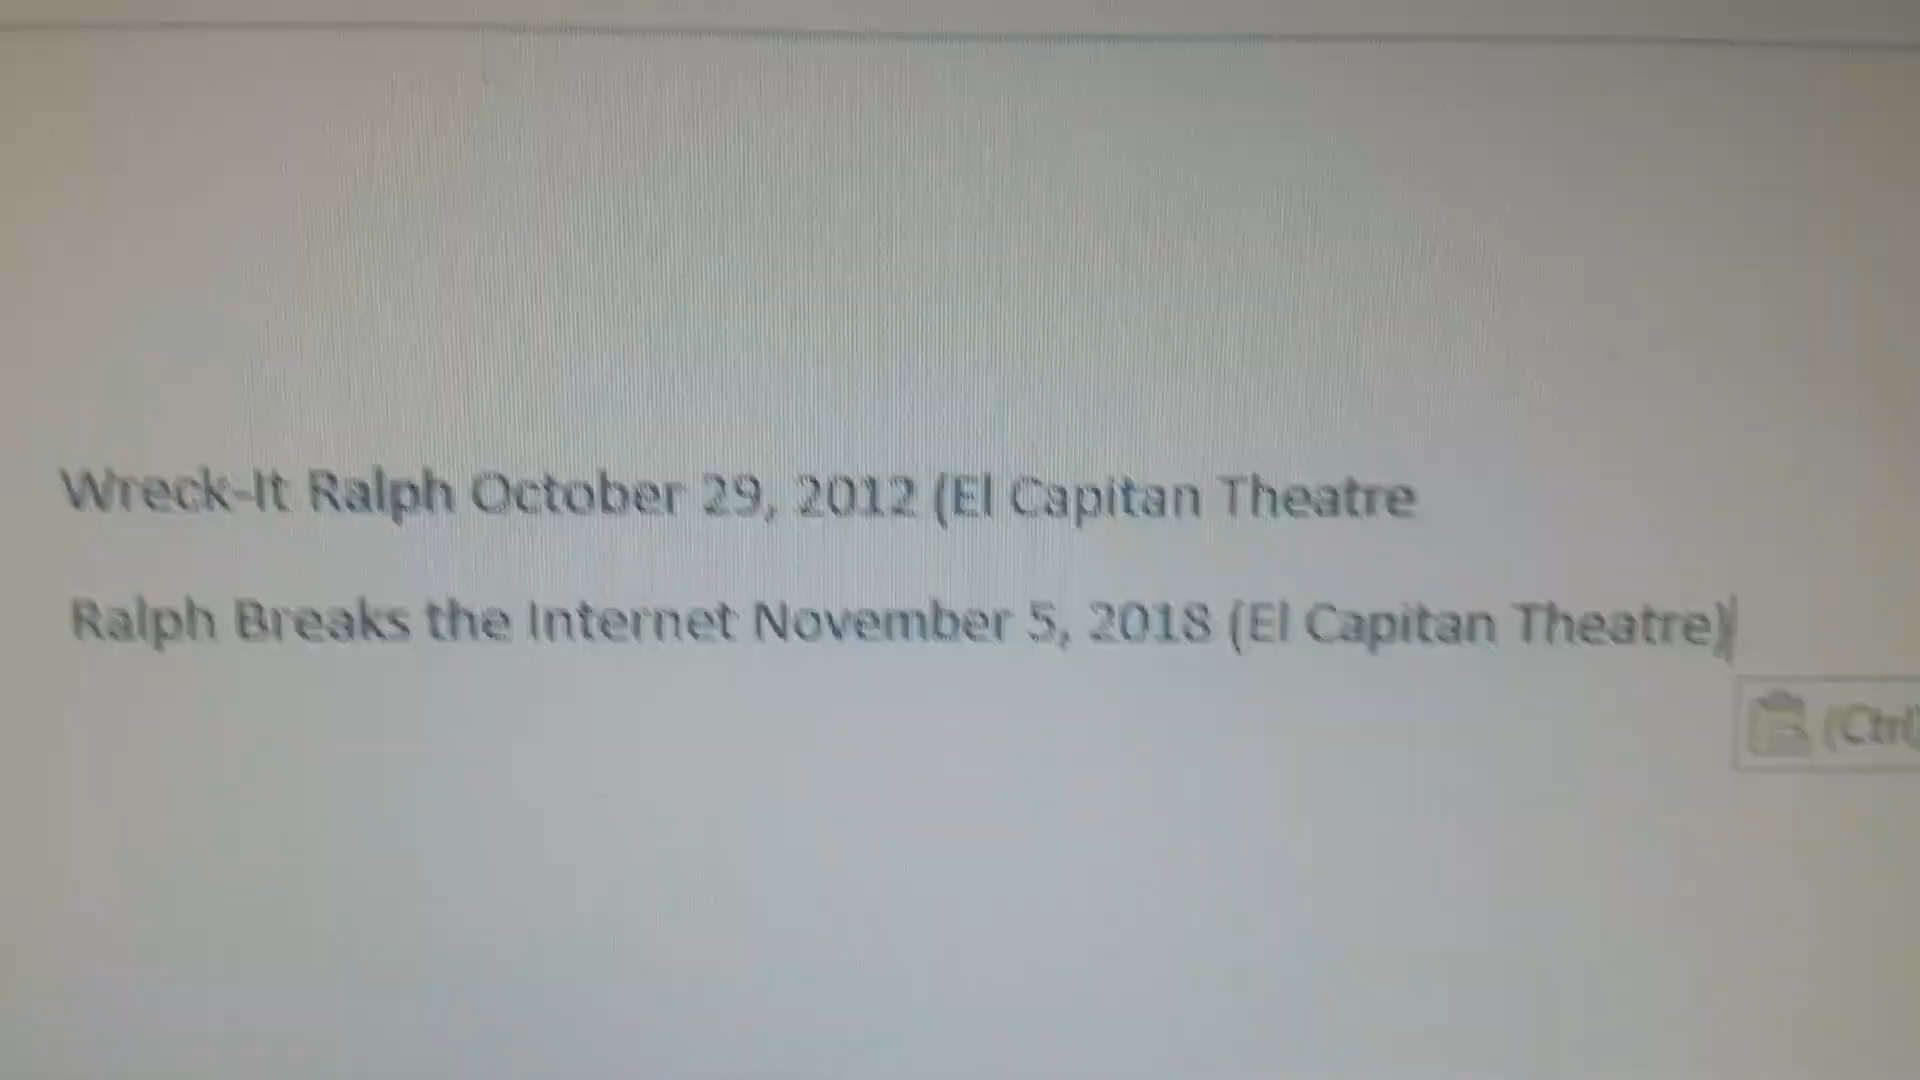 Wreck-It Ralph October 29, 2012 (El Capitan Theatre
Ralph Breaks the Internet November 5, 2018 (El Capitan Theatre)
(Ctrl)